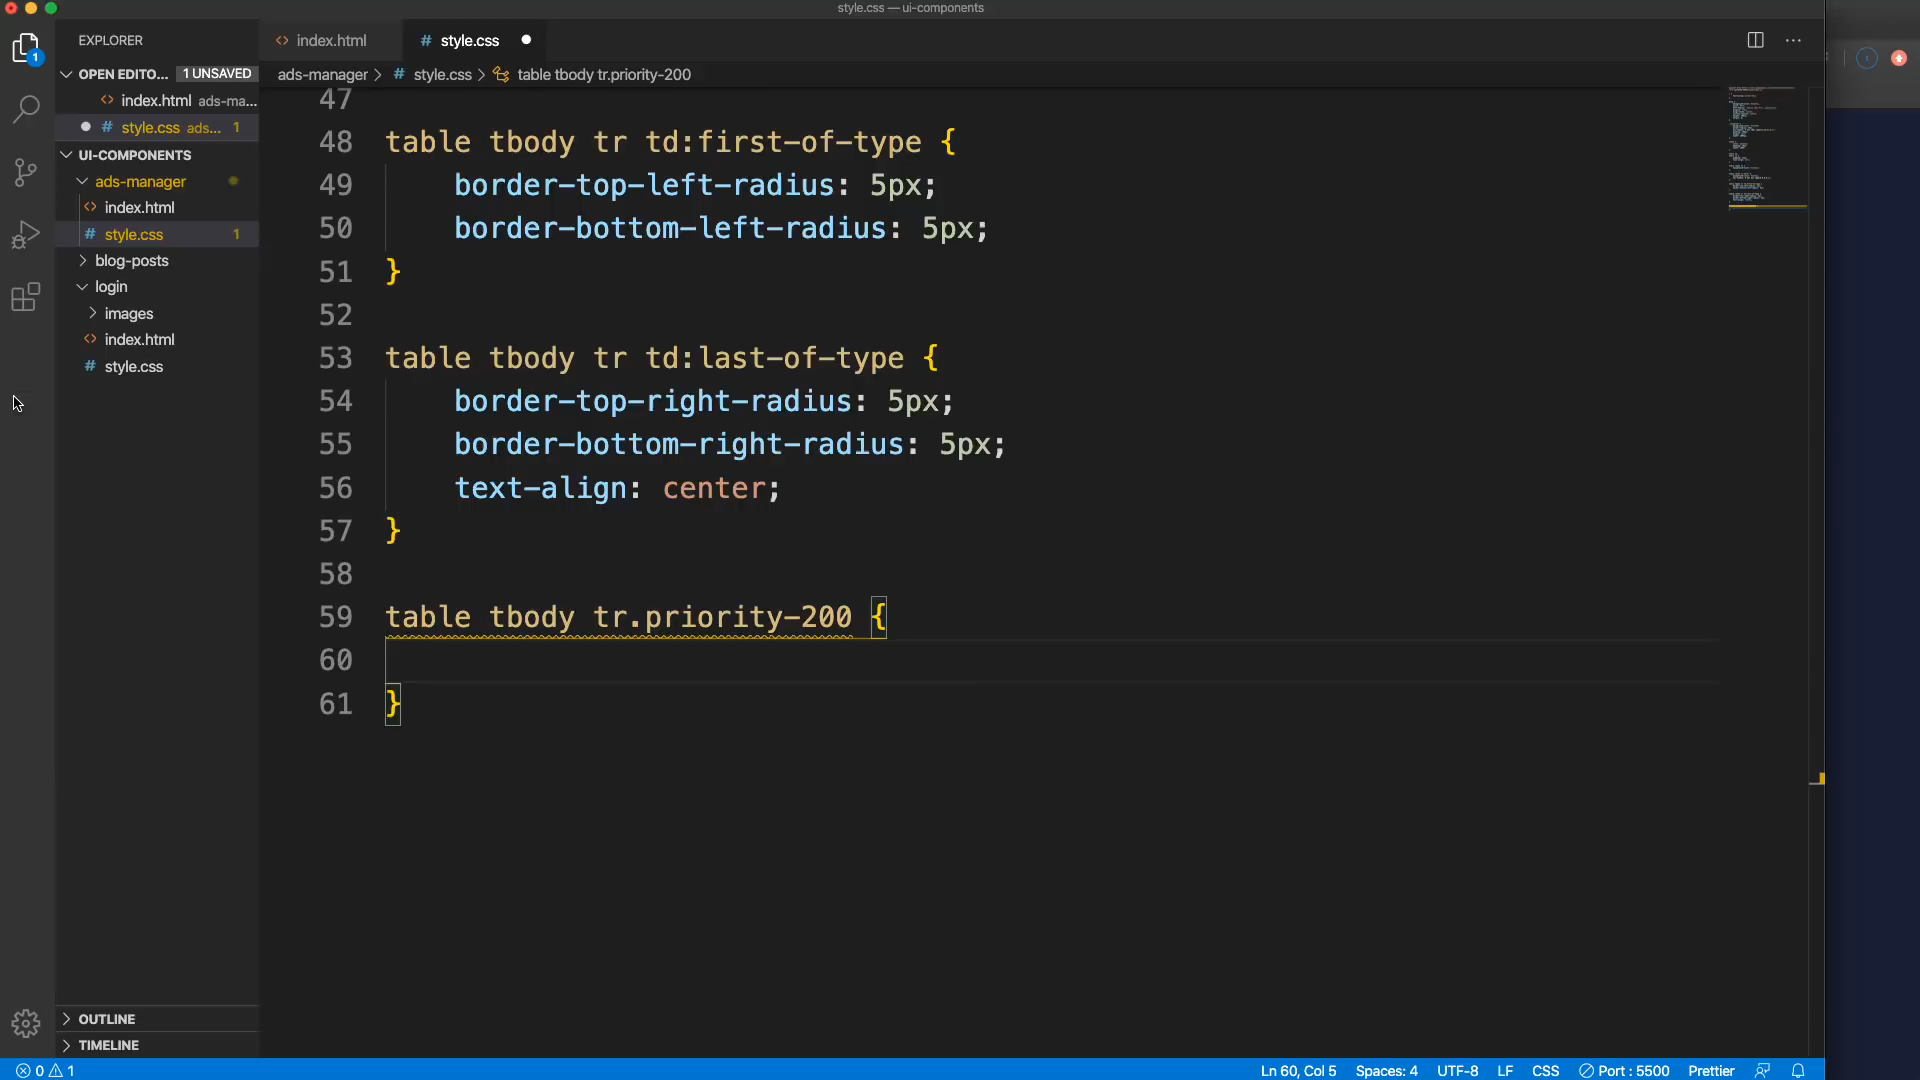 style.css — ui-components
EXPLORER
index.html
# style.css
OPEN EDITO... 1 UNSAVED
ads-manager > # style.css > table tbody tr.priority-200
1
index.html ads-ma...
# style.css ads... 1
UI-COMPONENTS
ads-manager
index.html
# style.css 1
blog-posts
login
images
index.html
# style.css
47
48 table tbody tr td:first-of-type {
49 border-top-left-radius: 5px;
50 border-bottom-left-radius: 5px;
51 }
52
53 table tbody tr td:last-of-type {
54 border-top-right-radius: 5px;
55 border-bottom-right-radius: 5px;
56 text-align: center;
57 }
58
59 table tbody tr.priority-200 {
60
61 }
OUTLINE
TIMELINE
0 1
Ln 60, Col 5 Spaces: 4 UTF-8 LF CSS Port : 5500 Prettier